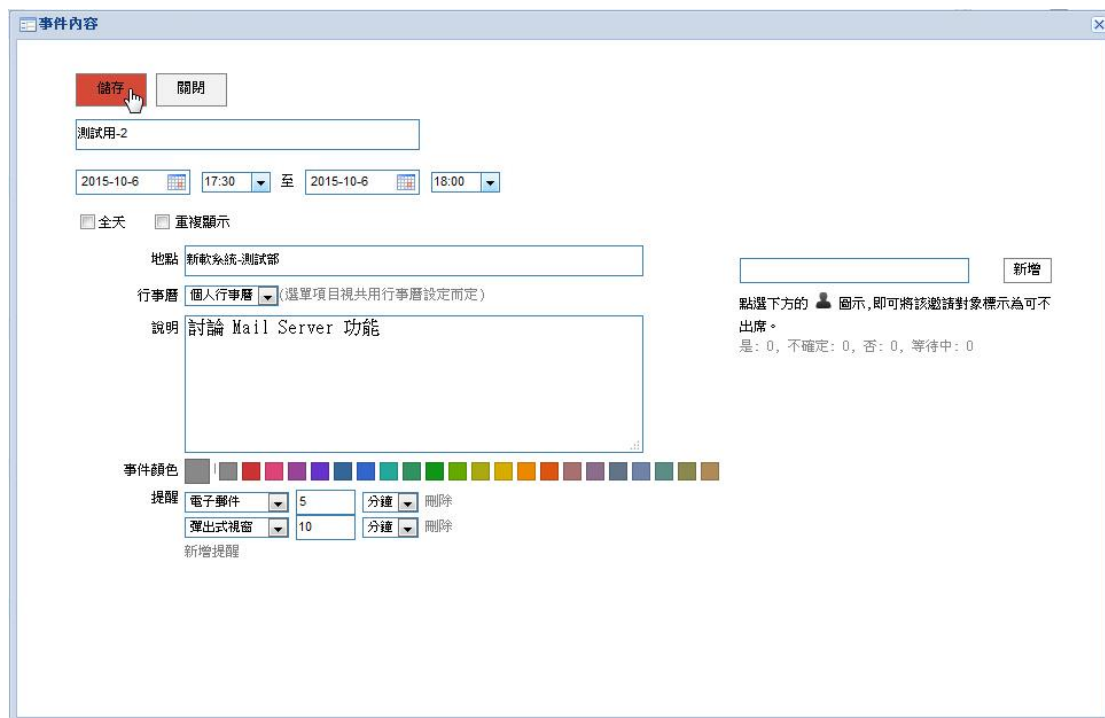 事件內容
儲存 關閉
測試用-2
2015-10-6 17:30 至 2015-10-6 18:00
全天 重複顯示
地點 新軟系統-測試部
新增
行事曆 個人行事曆 (選單項目視共用行事曆設定而定)
點選下方的 圖示,即可將該邀請對象標示為可不
出席。
是: 0, 不確定: 0, 否: 0, 等待中: 0
說明 討論 Mail Server 功能
事件顏色
提醒 電子郵件 5 分鐘 刪除
彈出式視窗 10 分鐘 刪除
新增提醒